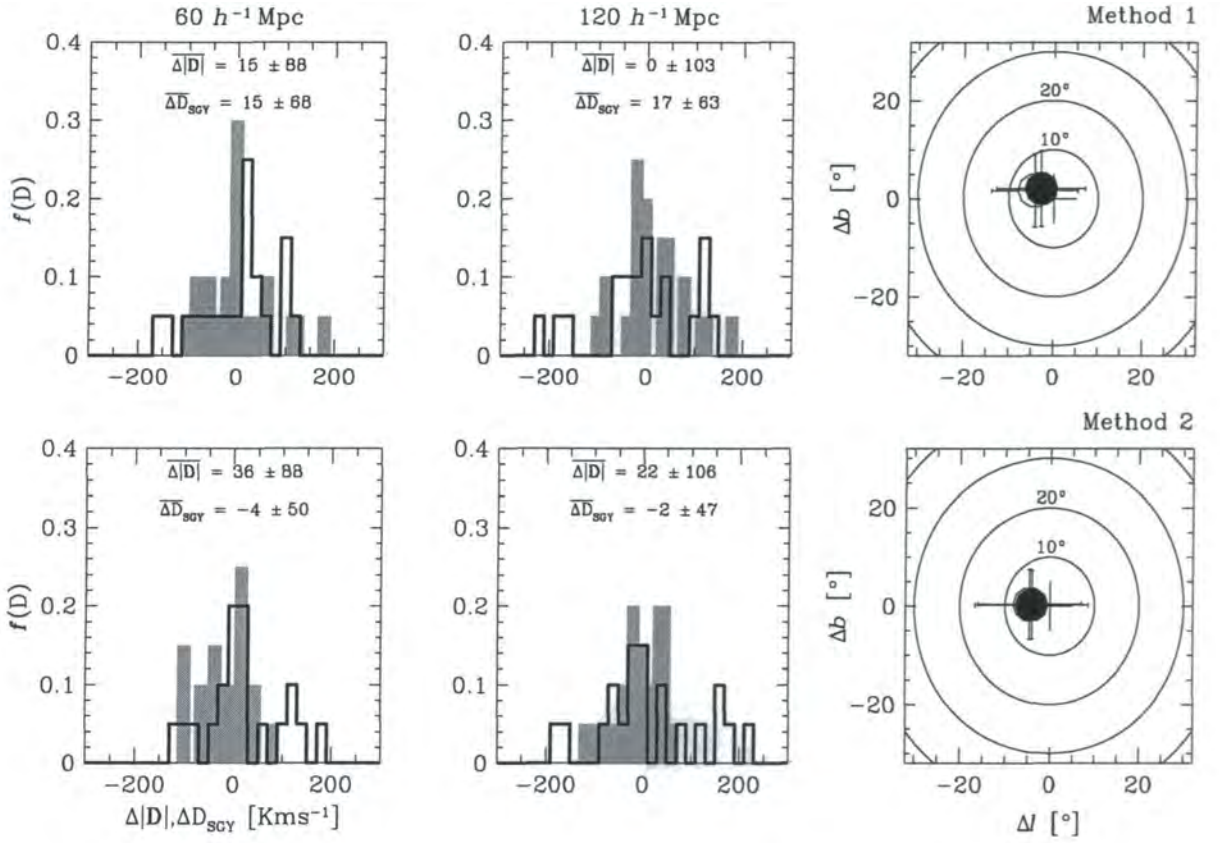 60 h⁻¹ Mpc
120 h⁻¹ Mpc
Method 1
0.4
0.3
0.2
0.1
0
f(D)
Δ|D| = 15 ±88
ΔD_SGY = 15 ±68
−200 0 200
0.4
0.3
0.2
0.1
0
Δ|D| = 0 ±103
ΔD_SGY = 17 ±63
−200 0 200
Δb [°]
20
0
−20
20°
10°
−20 0 20
Method 2
0.4
0.3
0.2
0.1
0
f(D)
Δ|D| = 36 ±88
ΔD_SGY = −4 ±50
−200 0 200
Δ|D|,ΔD_SGY [Kms⁻¹]
0.4
0.3
0.2
0.1
0
Δ|D| = 22 ±106
ΔD_SGY = −2 ±47
−200 0 200
Δb [°]
20
0
−20
20°
10°
−20 0 20
Δl [°]